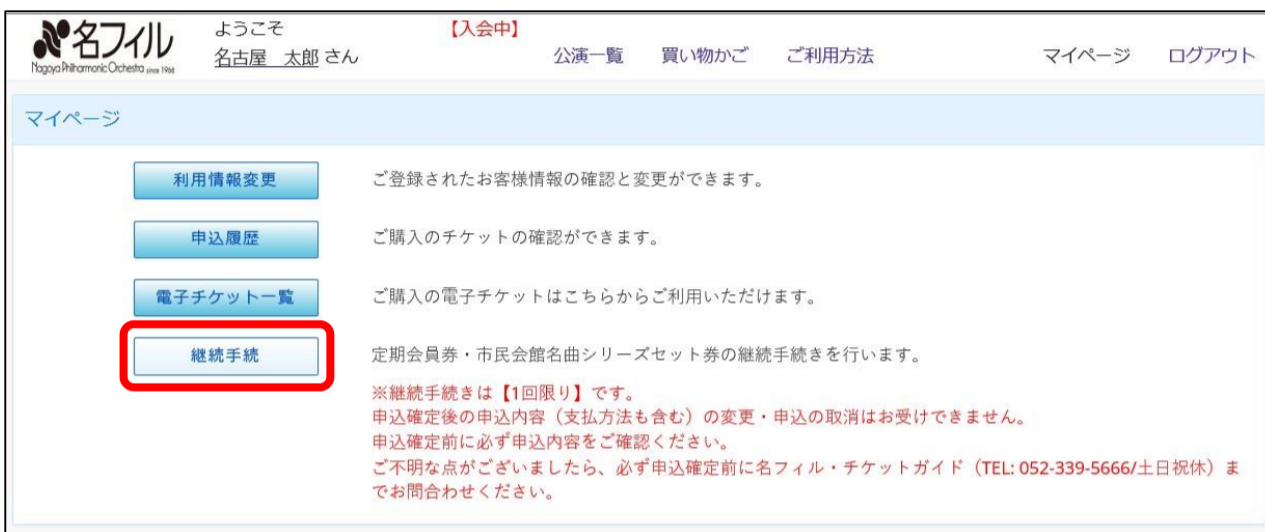 名フィル
Nagoya Philharmonic Orchestra since 1966
ようこそ
名古屋 太郎 さん
【入会中】
公演一覧 買い物かご ご利用方法 マイページ ログアウト
マイページ
利用情報変更 ご登録されたお客様情報の確認と変更ができます。
申込履歴 ご購入のチケットの確認ができます。
電子チケット一覧 ご購入の電子チケットはこちらからご利用いただけます。
継続手続 定期会員券・市民会館名曲シリーズセット券の継続手続きを行います。
※継続手続きは【1回限り】です。
申込確定後の申込内容（支払方法も含む）の変更・申込の取消はお受けできません。
申込確定前に必ず申込内容をご確認ください。
ご不明な点がございましたら、必ず申込確定前に名フィル・チケットガイド（TEL: 052-339-5666/土日祝休）ま
でお問合わせください。